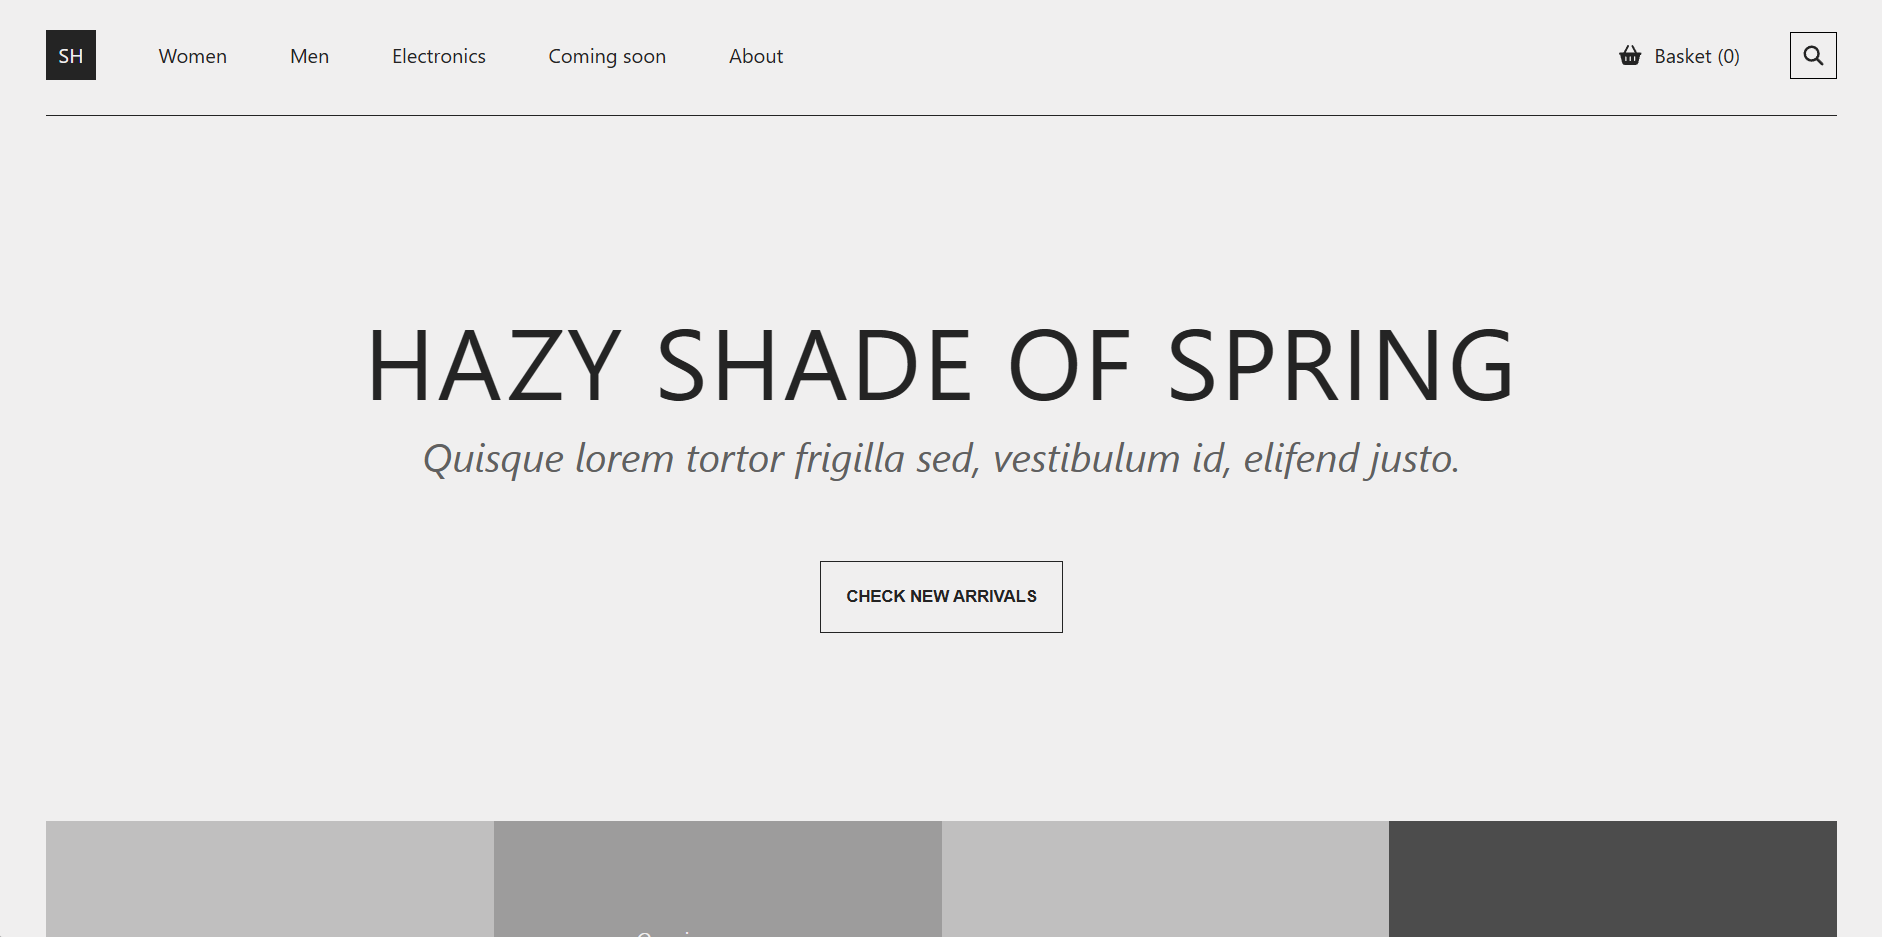 SH Women Men Electronics Coming soon About Basket (0)
HAZY SHADE OF SPRING
Quisque lorem tortor frigilla sed, vestibulum id, elifend justo.
CHECK NEW ARRIVALS